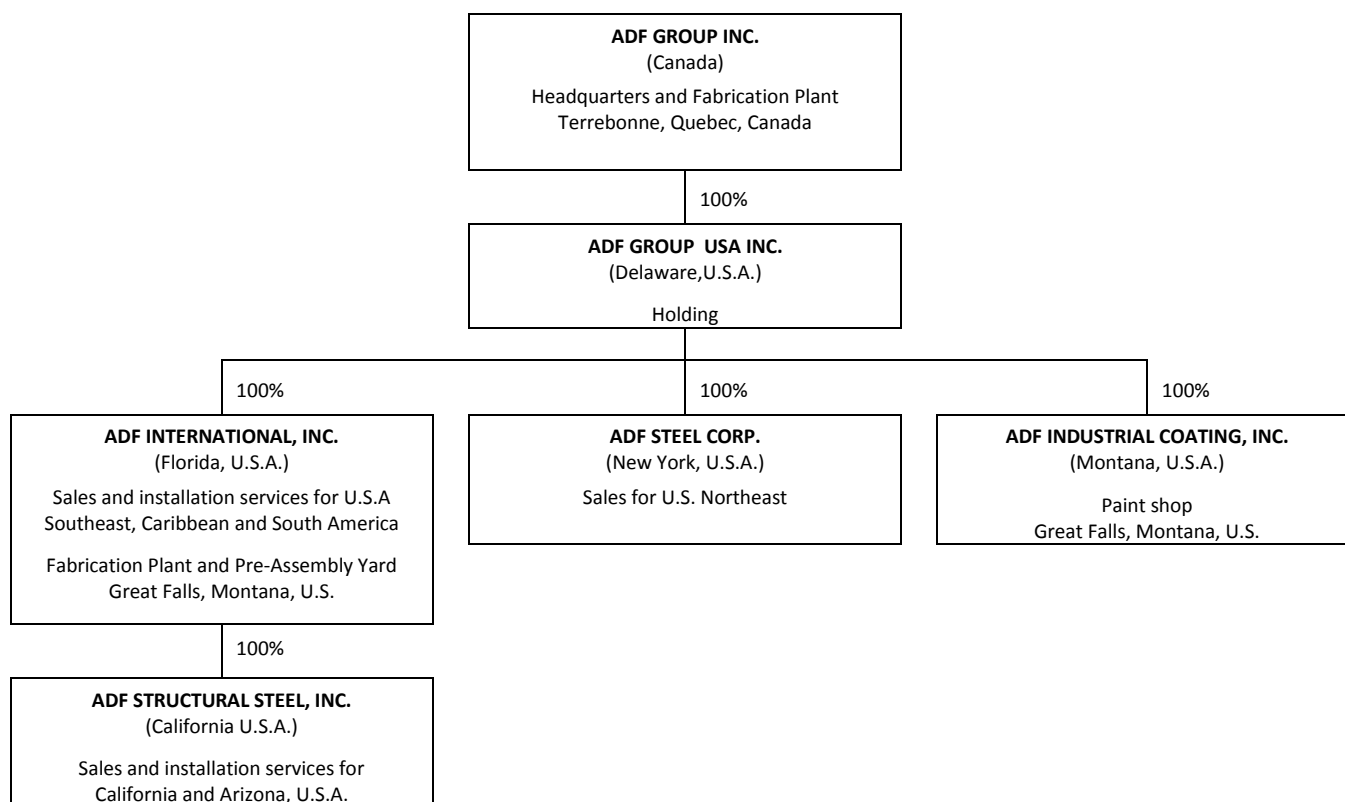 ADF GROUP INC.
(Canada)
Headquarters and Fabrication Plant
Terrebonne, Quebec, Canada
100%
ADF GROUP  USA INC.
(Delaware,U.S.A.)
Holding
100%
100%
100%
ADF INTERNATIONAL, INC.
(Florida, U.S.A.)
Sales and installation services for U.S.A
Southeast, Caribbean and South America
Fabrication Plant and Pre-Assembly Yard
Great Falls, Montana, U.S.
ADF STEEL CORP.
(New York, U.S.A.)
Sales for U.S. Northeast
ADF INDUSTRIAL COATING, INC.
(Montana, U.S.A.)
Paint shop
Great Falls, Montana, U.S.
100%
ADF STRUCTURAL STEEL, INC.
(California U.S.A.)
Sales and installation services for
California and Arizona, U.S.A.